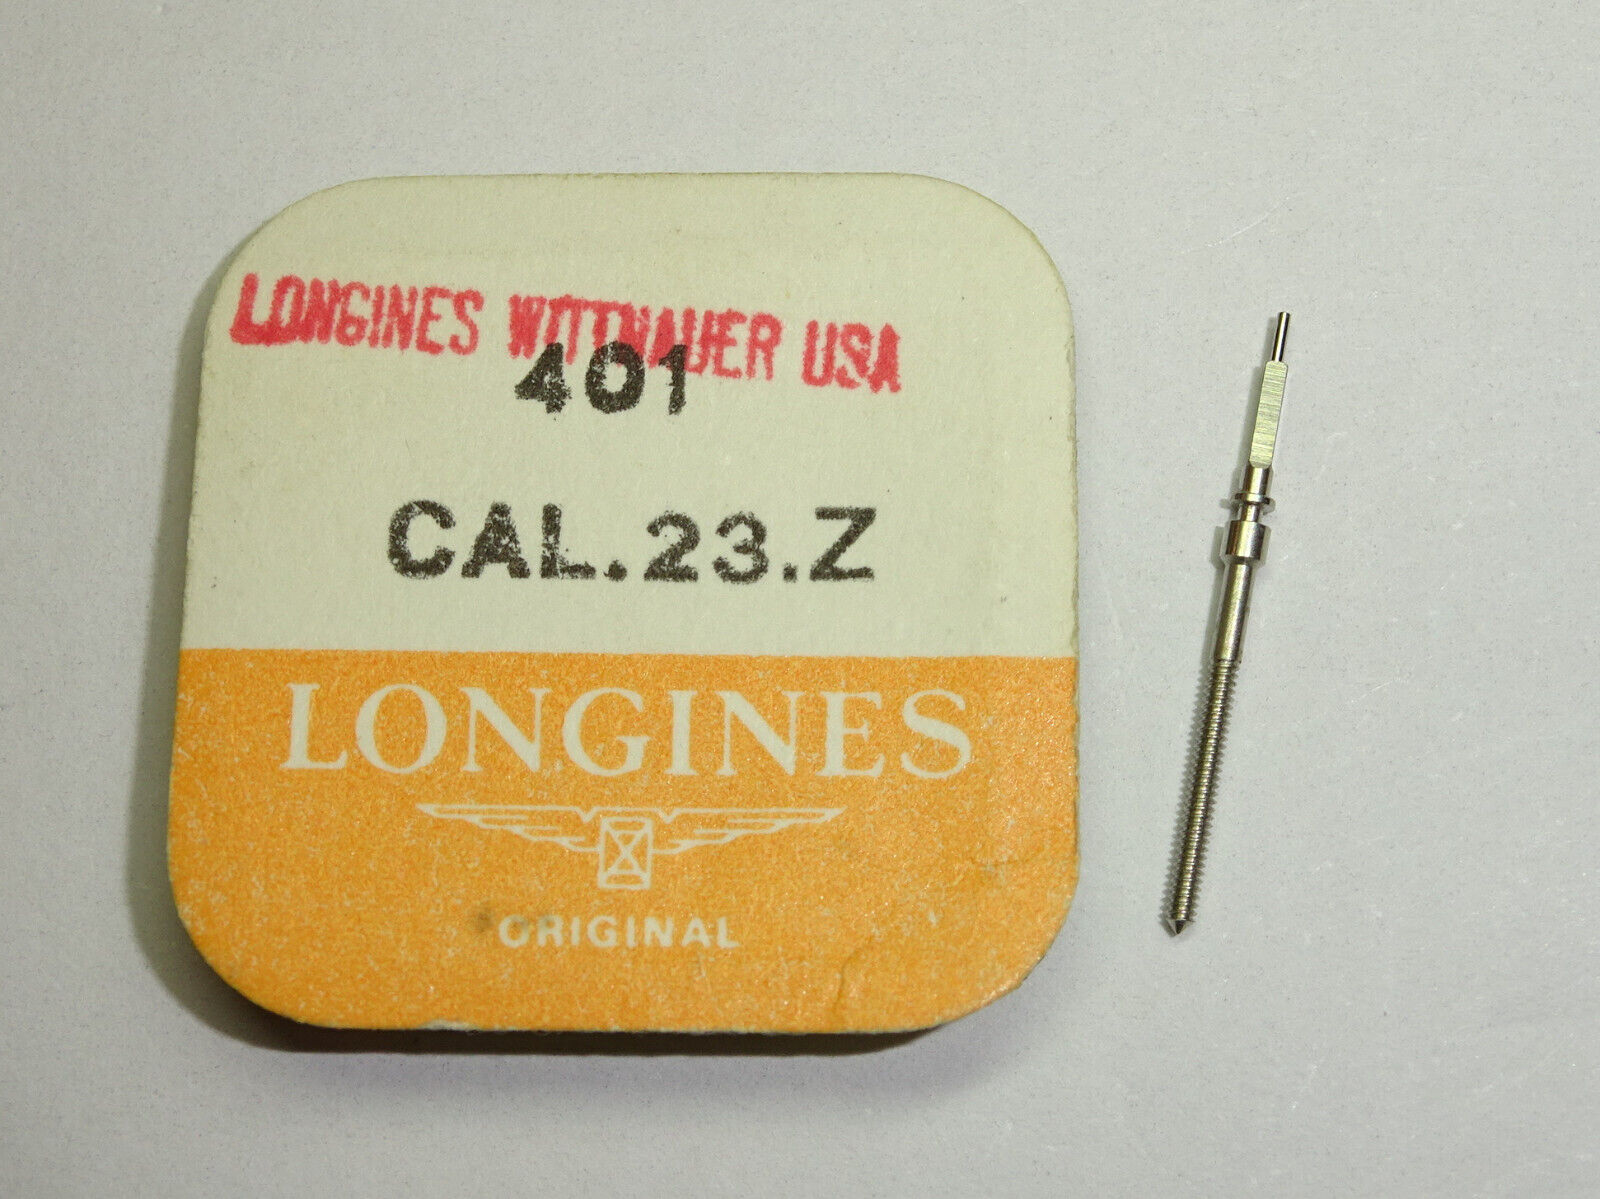 LONGINES WITTNAUER USA
401
CAL.23.Z
LONGINES
ORIGINAL